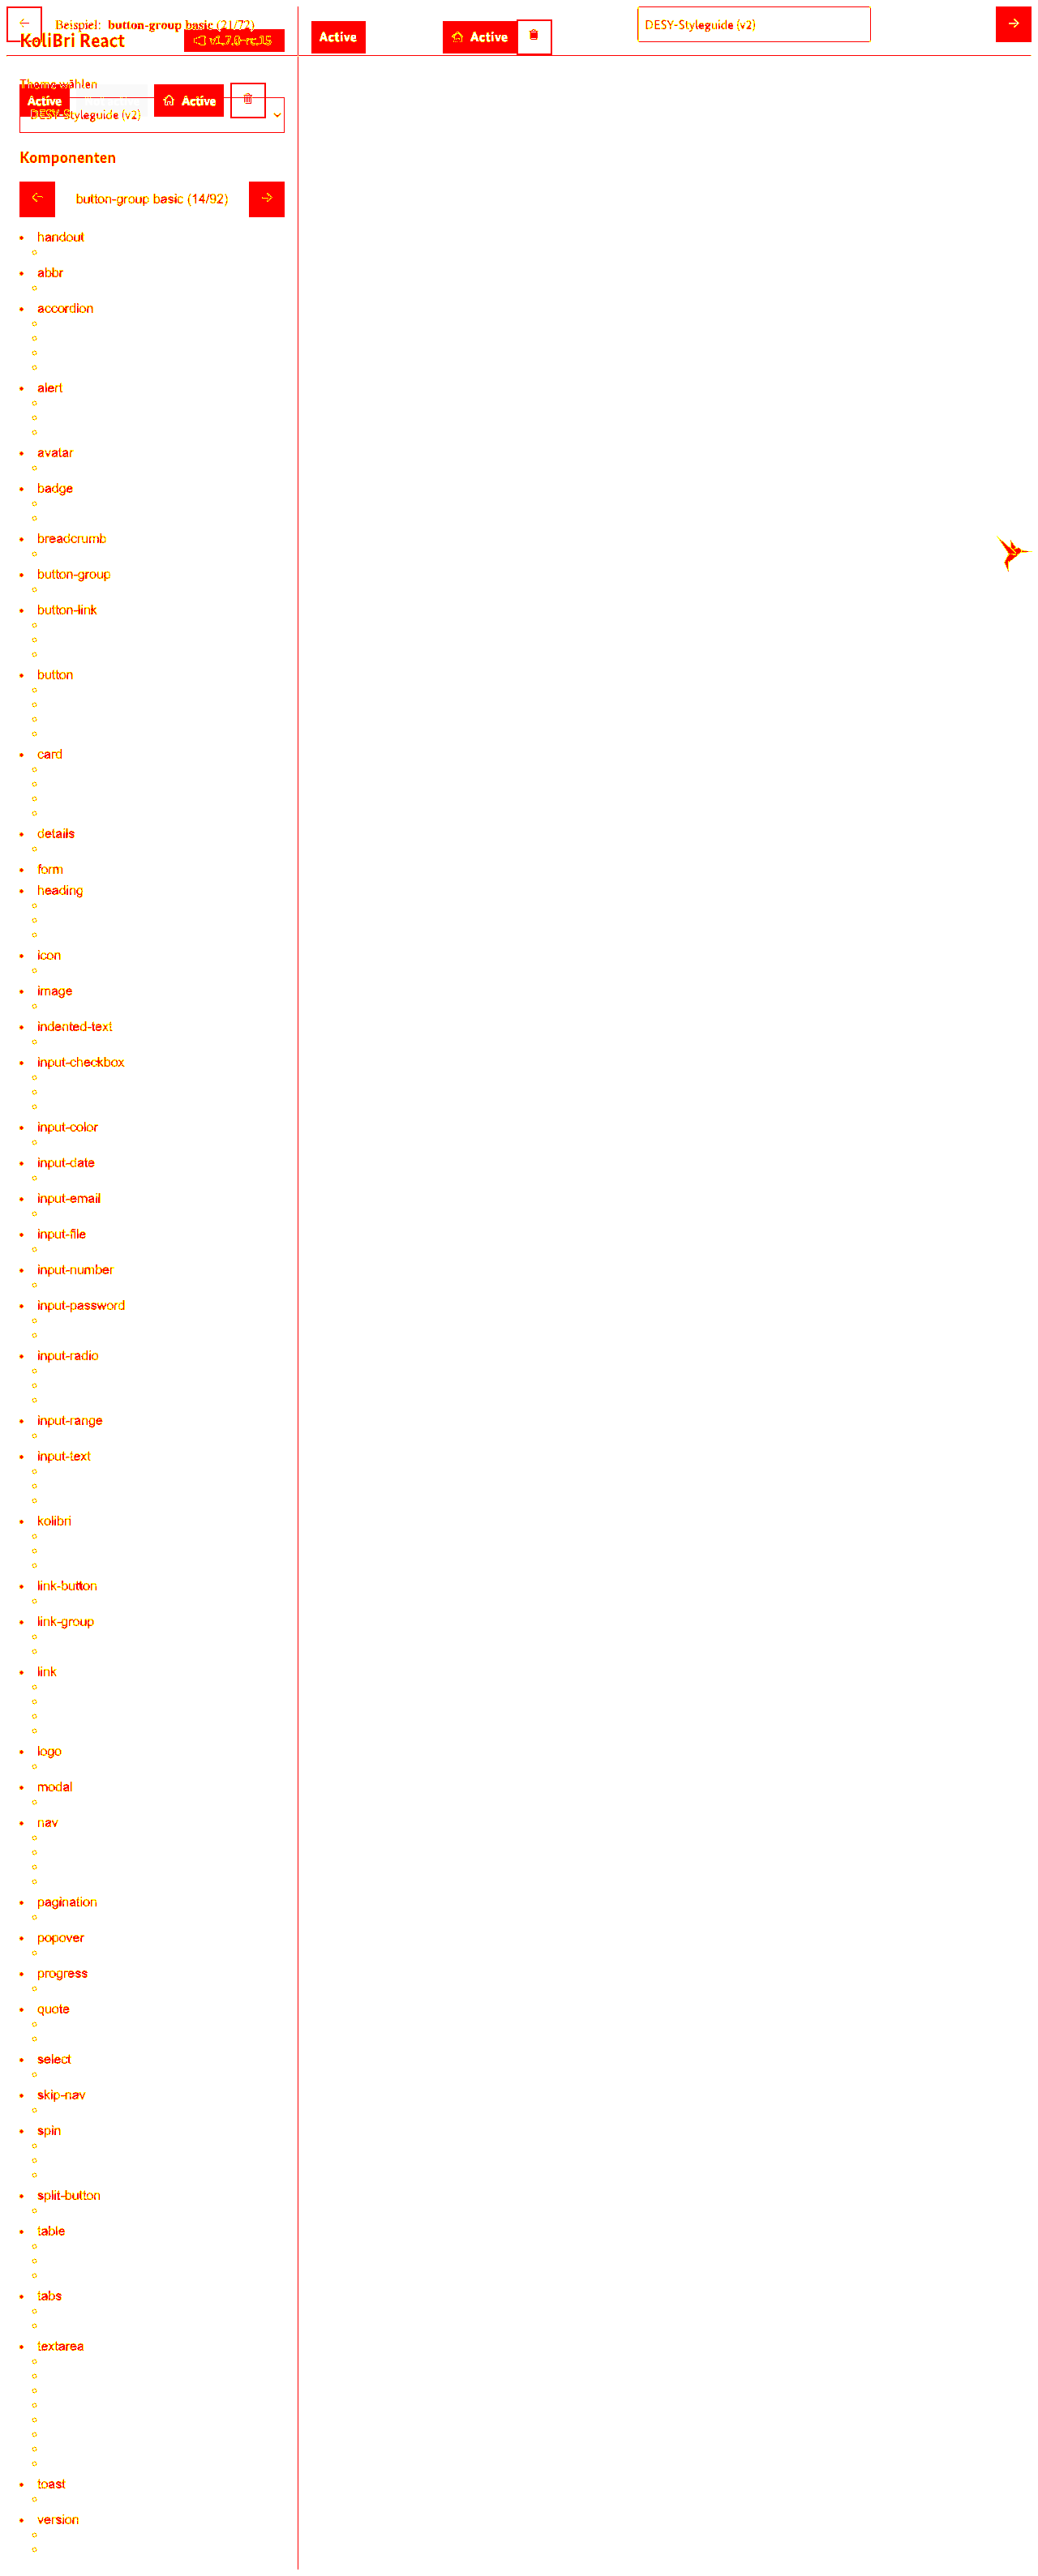 Beispiel: button-group basic (21/72)
DESY-Styleguide (v2)
KoliBri React
v1.7.0-rc.15
Active
Active
Theme wählen
Active
Active
DESY-Styleguide (v2)
Komponenten
button-group basic (14/92)
handout
abbr
accordion
alert
avatar
badge
breadcrumb
button-group
button-link
button
card
details
form
heading
icon
image
indented-text
input-checkbox
input-color
input-date
input-email
input-file
input-number
input-password
input-radio
input-range
input-text
kolibri
link-button
link-group
link
logo
modal
nav
pagination
popover
progress
quote
select
skip-nav
spin
split-button
table
tabs
textarea
toast
version